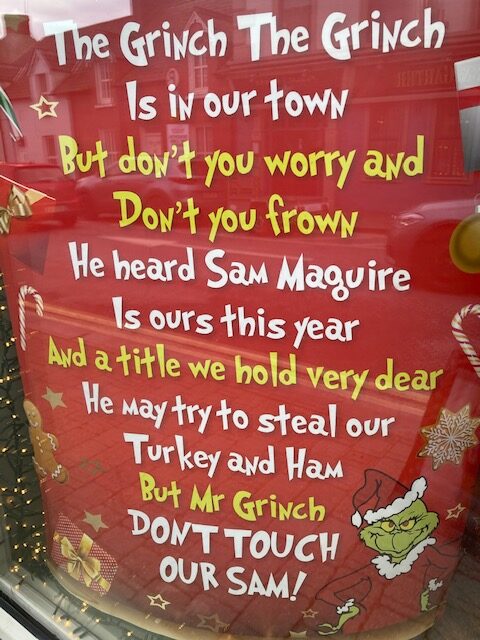 The Grinch The Grinch
Is in our town
But don't you worry and
Don't you frown
He heard Sam Maguire
Is ours this year
And a title we hold very dear
He may try to steal our
Turkey and Ham
But Mr Grinch
DONT TOUCH
OUR SAM!